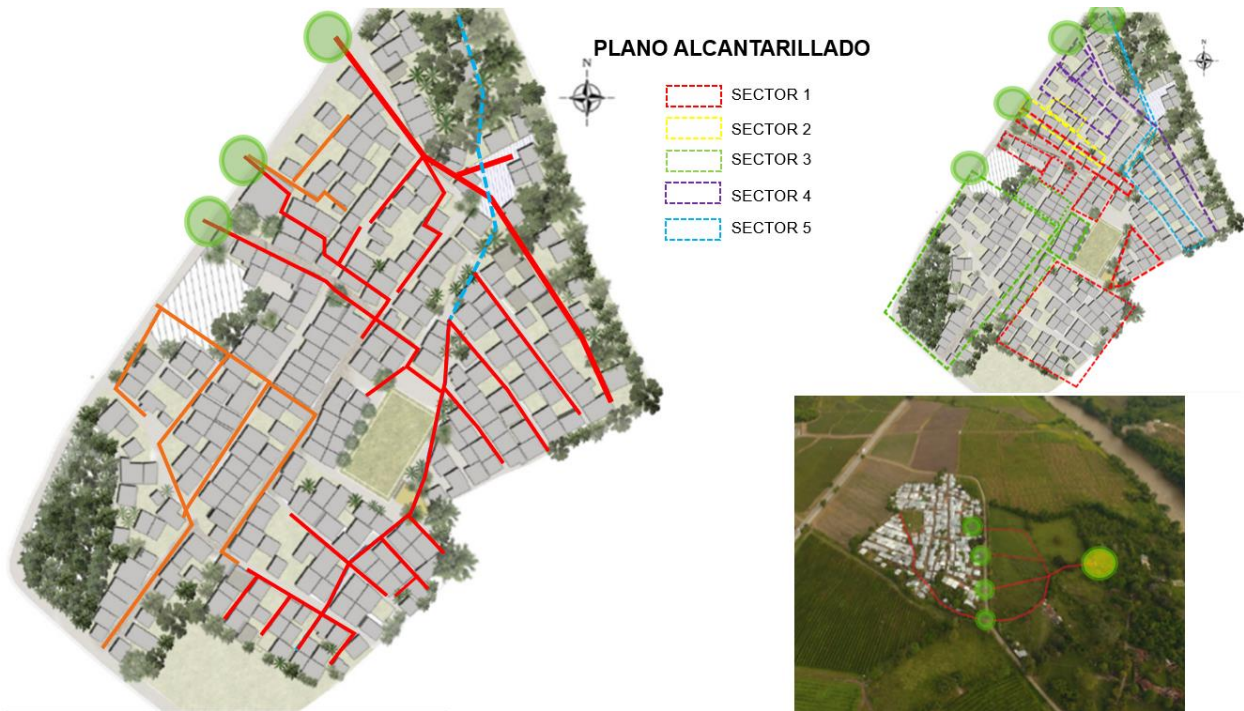 PLANO ALCANTARILLADO
N
SECTOR 1
SECTOR 2
SECTOR 3
SECTOR 4
SECTOR 5
N